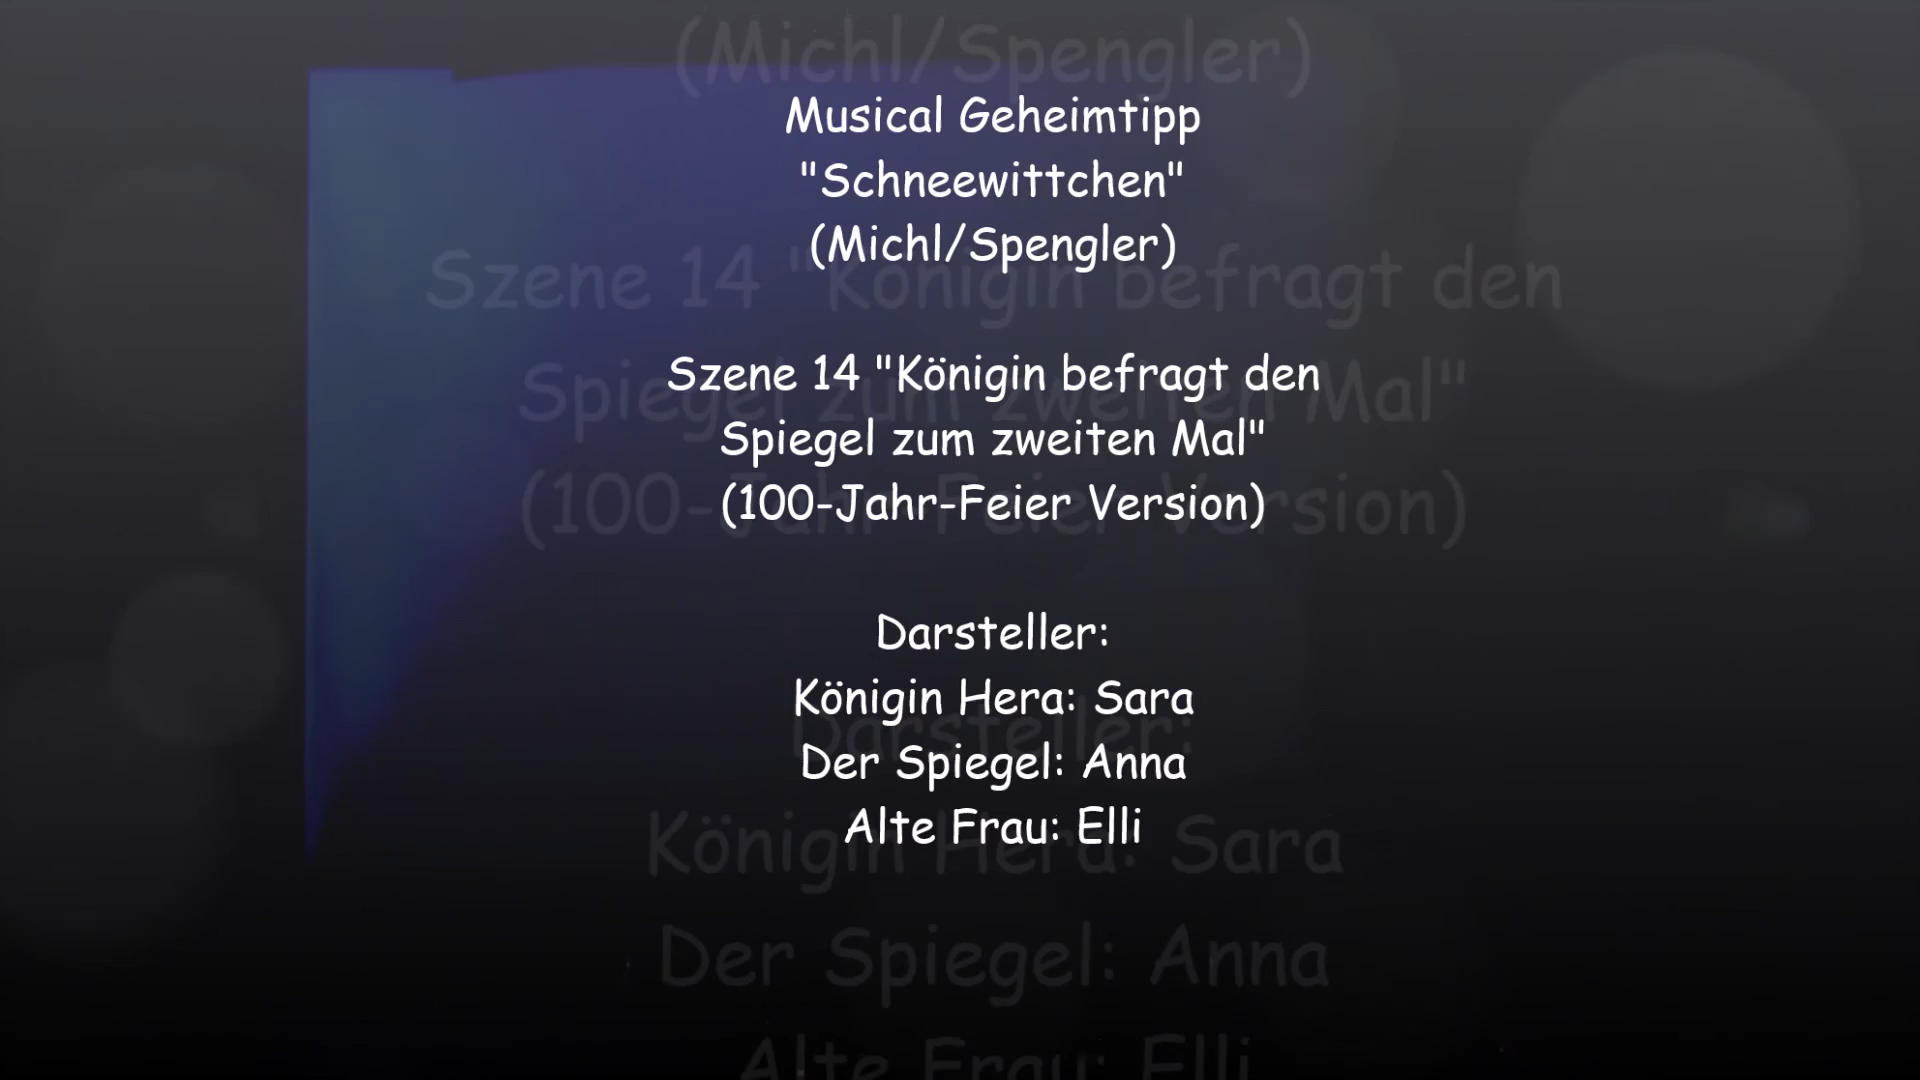 Musical Geheimtipp
"Schneewittchen"
(Michl/Spengler)
Szene 14 "Königin befragt den
Spiegel zum zweiten Mal"
(100-Jahr-Feier Version)
Darsteller:
Königin Hera: Sara
Der Spiegel: Anna
Alte Frau: Elli